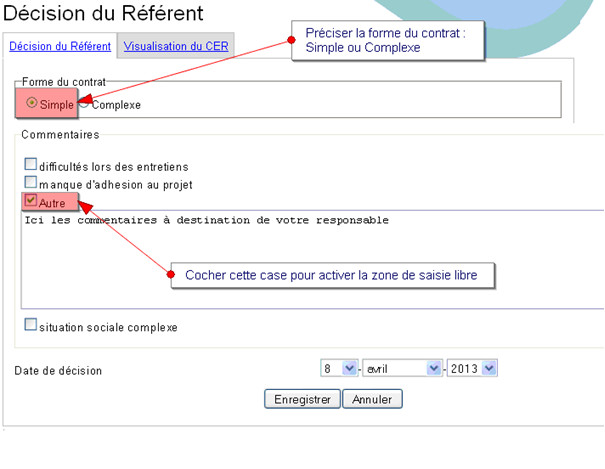 Décision du Référent
Préciser la forme du contrat :
Simple ou Complexe
Décision du Référent Visualisation du CER
Forme du contrat
Simple Complexe
Commentaires
difficultés lors des entretiens
manque d'adhesion au projet
Autre
Ici les commentaires à destination de votre responsable
Cocher cette case pour activer la zone de saisie libre
situation sociale complexe
Date de décision 8 - avril - 2013
Enregistrer Annuler